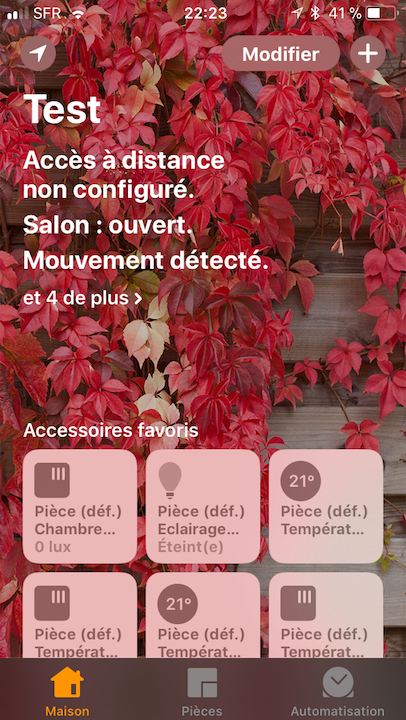 SFR 22:23 41 %
Modifier
Test
Accès à distance
non configuré.
Salon : ouvert.
Mouvement détecté.
et 4 de plus
Accessoires favoris
Pièce (déf.)
Chambre...
0 lux
Pièce (déf.)
Eclairage...
Éteint(e)
21°
Pièce (déf.)
Températ...
Pièce (déf.)
Températ...
21°
Pièce (déf.)
Températ...
Pièce (déf.)
Températ...
Maison
Pièces
Automatisation